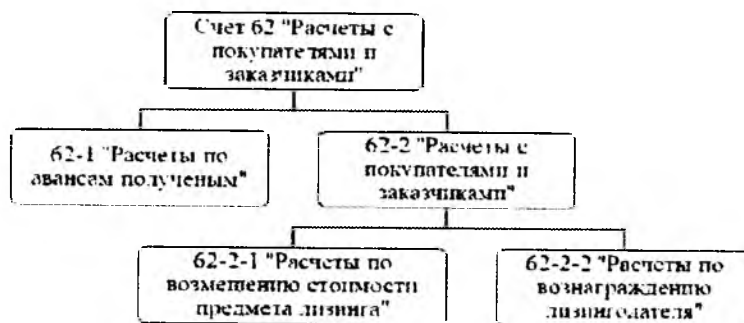 Счет 62 "Расчеты с
покупателями и
заказчиками"
62-1 "Расчеты по
авансам полученым"
62-2 "Расчеты с
покупателями и
заказчиками"
62-2-1 "Расчеты по
возмещению стоимости
предмета лизинга"
62-2-2 "Расчеты по
вознаграждению
лизингодателя"